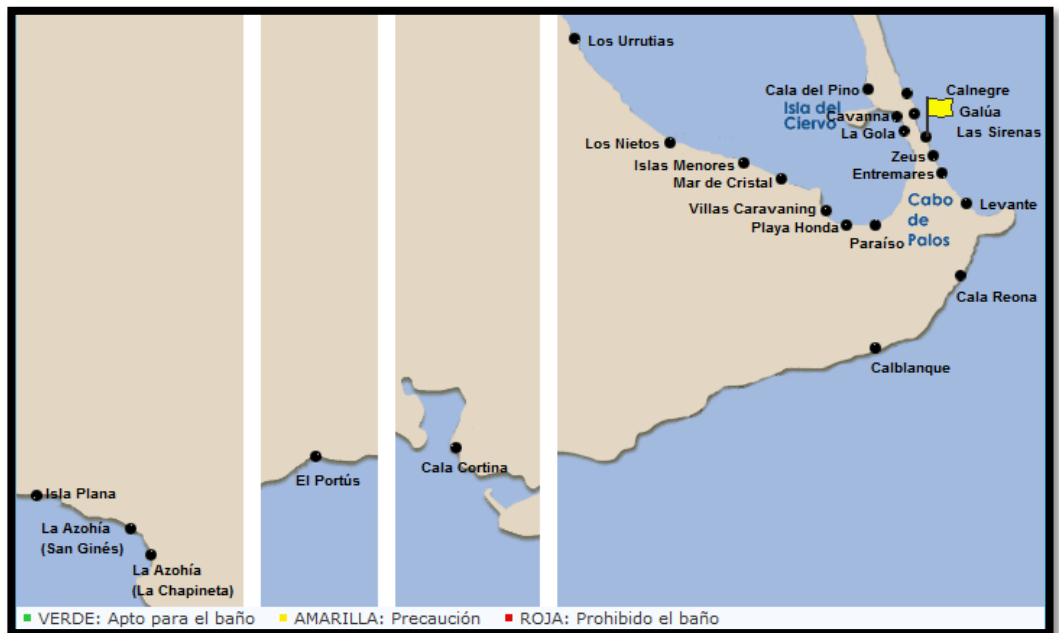 Los Urrutias
Cala del Pino
Calnegre
Isla del
Ciervo
Galúa
Cavanna
La Gola
Las Sirenas
Los Nietos
Zeus
Islas Menores
Entremares
Mar de Cristal
Villas Caravaning
Cabo
de
Palos
Levante
Playa Honda
Paraíso
Cala Reona
Calblanque
Cala Cortina
El Portús
Isla Plana
La Azohía
(San Ginés)
La Azohía
(La Chapineta)
VERDE: Apto para el baño
AMARILLA: Precaución
ROJA: Prohibido el baño